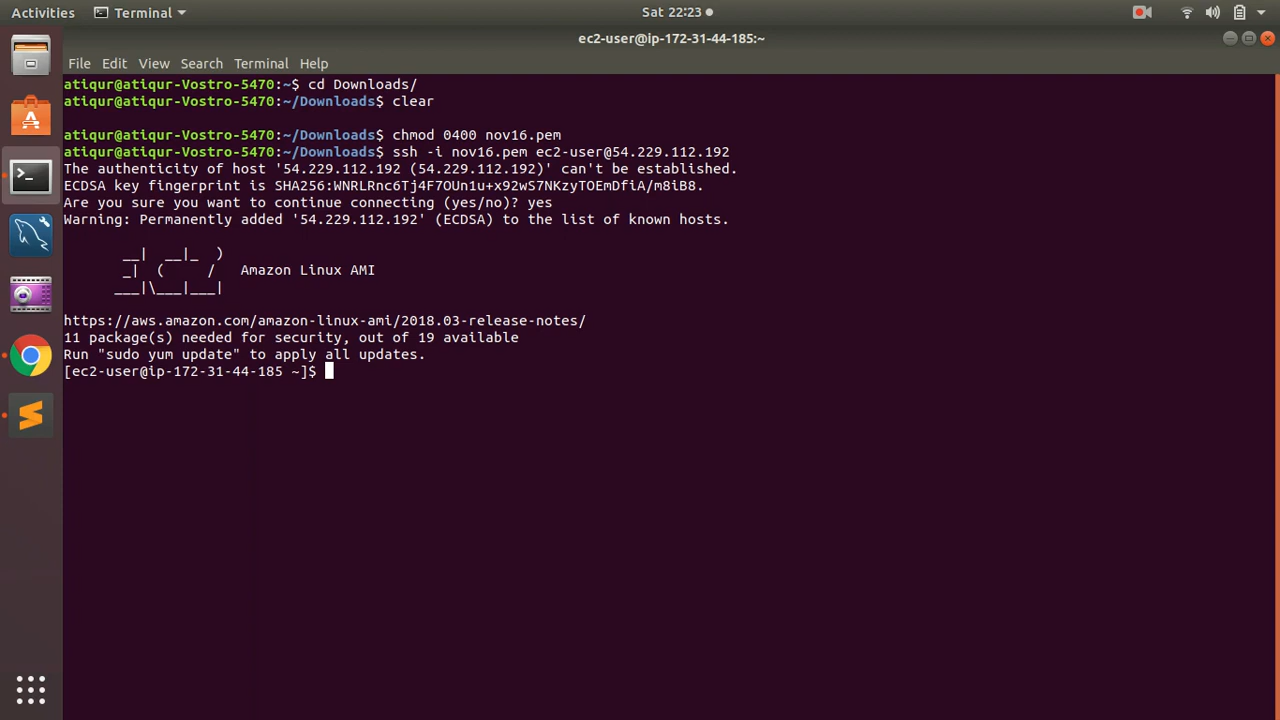 Activities
Terminal
Sat 22:23
ec2-user@ip-172-31-44-185:~
File Edit View Search Terminal Help
atiqur@atiqur-Vostro-5470:~$ cd Downloads/
atiqur@atiqur-Vostro-5470:~/Downloads$ clear
atiqur@atiqur-Vostro-5470:~/Downloads$ chmod 0400 nov16.pem
atiqur@atiqur-Vostro-5470:~/Downloads$ ssh -i nov16.pem ec2-user@54.229.112.192
The authenticity of host '54.229.112.192 (54.229.112.192)' can't be established.
ECDSA key fingerprint is SHA256:WNRLRnc6Tj4F7OUn1u+x92wS7NKzyTOEmDfiA/m8iB8.
Are you sure you want to continue connecting (yes/no)? yes
Warning: Permanently added '54.229.112.192' (ECDSA) to the list of known hosts.
       __|  __|_  )
       _|  (     /   Amazon Linux AMI
      ___|\___|___|
https://aws.amazon.com/amazon-linux-ami/2018.03-release-notes/
11 package(s) needed for security, out of 19 available
Run "sudo yum update" to apply all updates.
[ec2-user@ip-172-31-44-185 ~]$